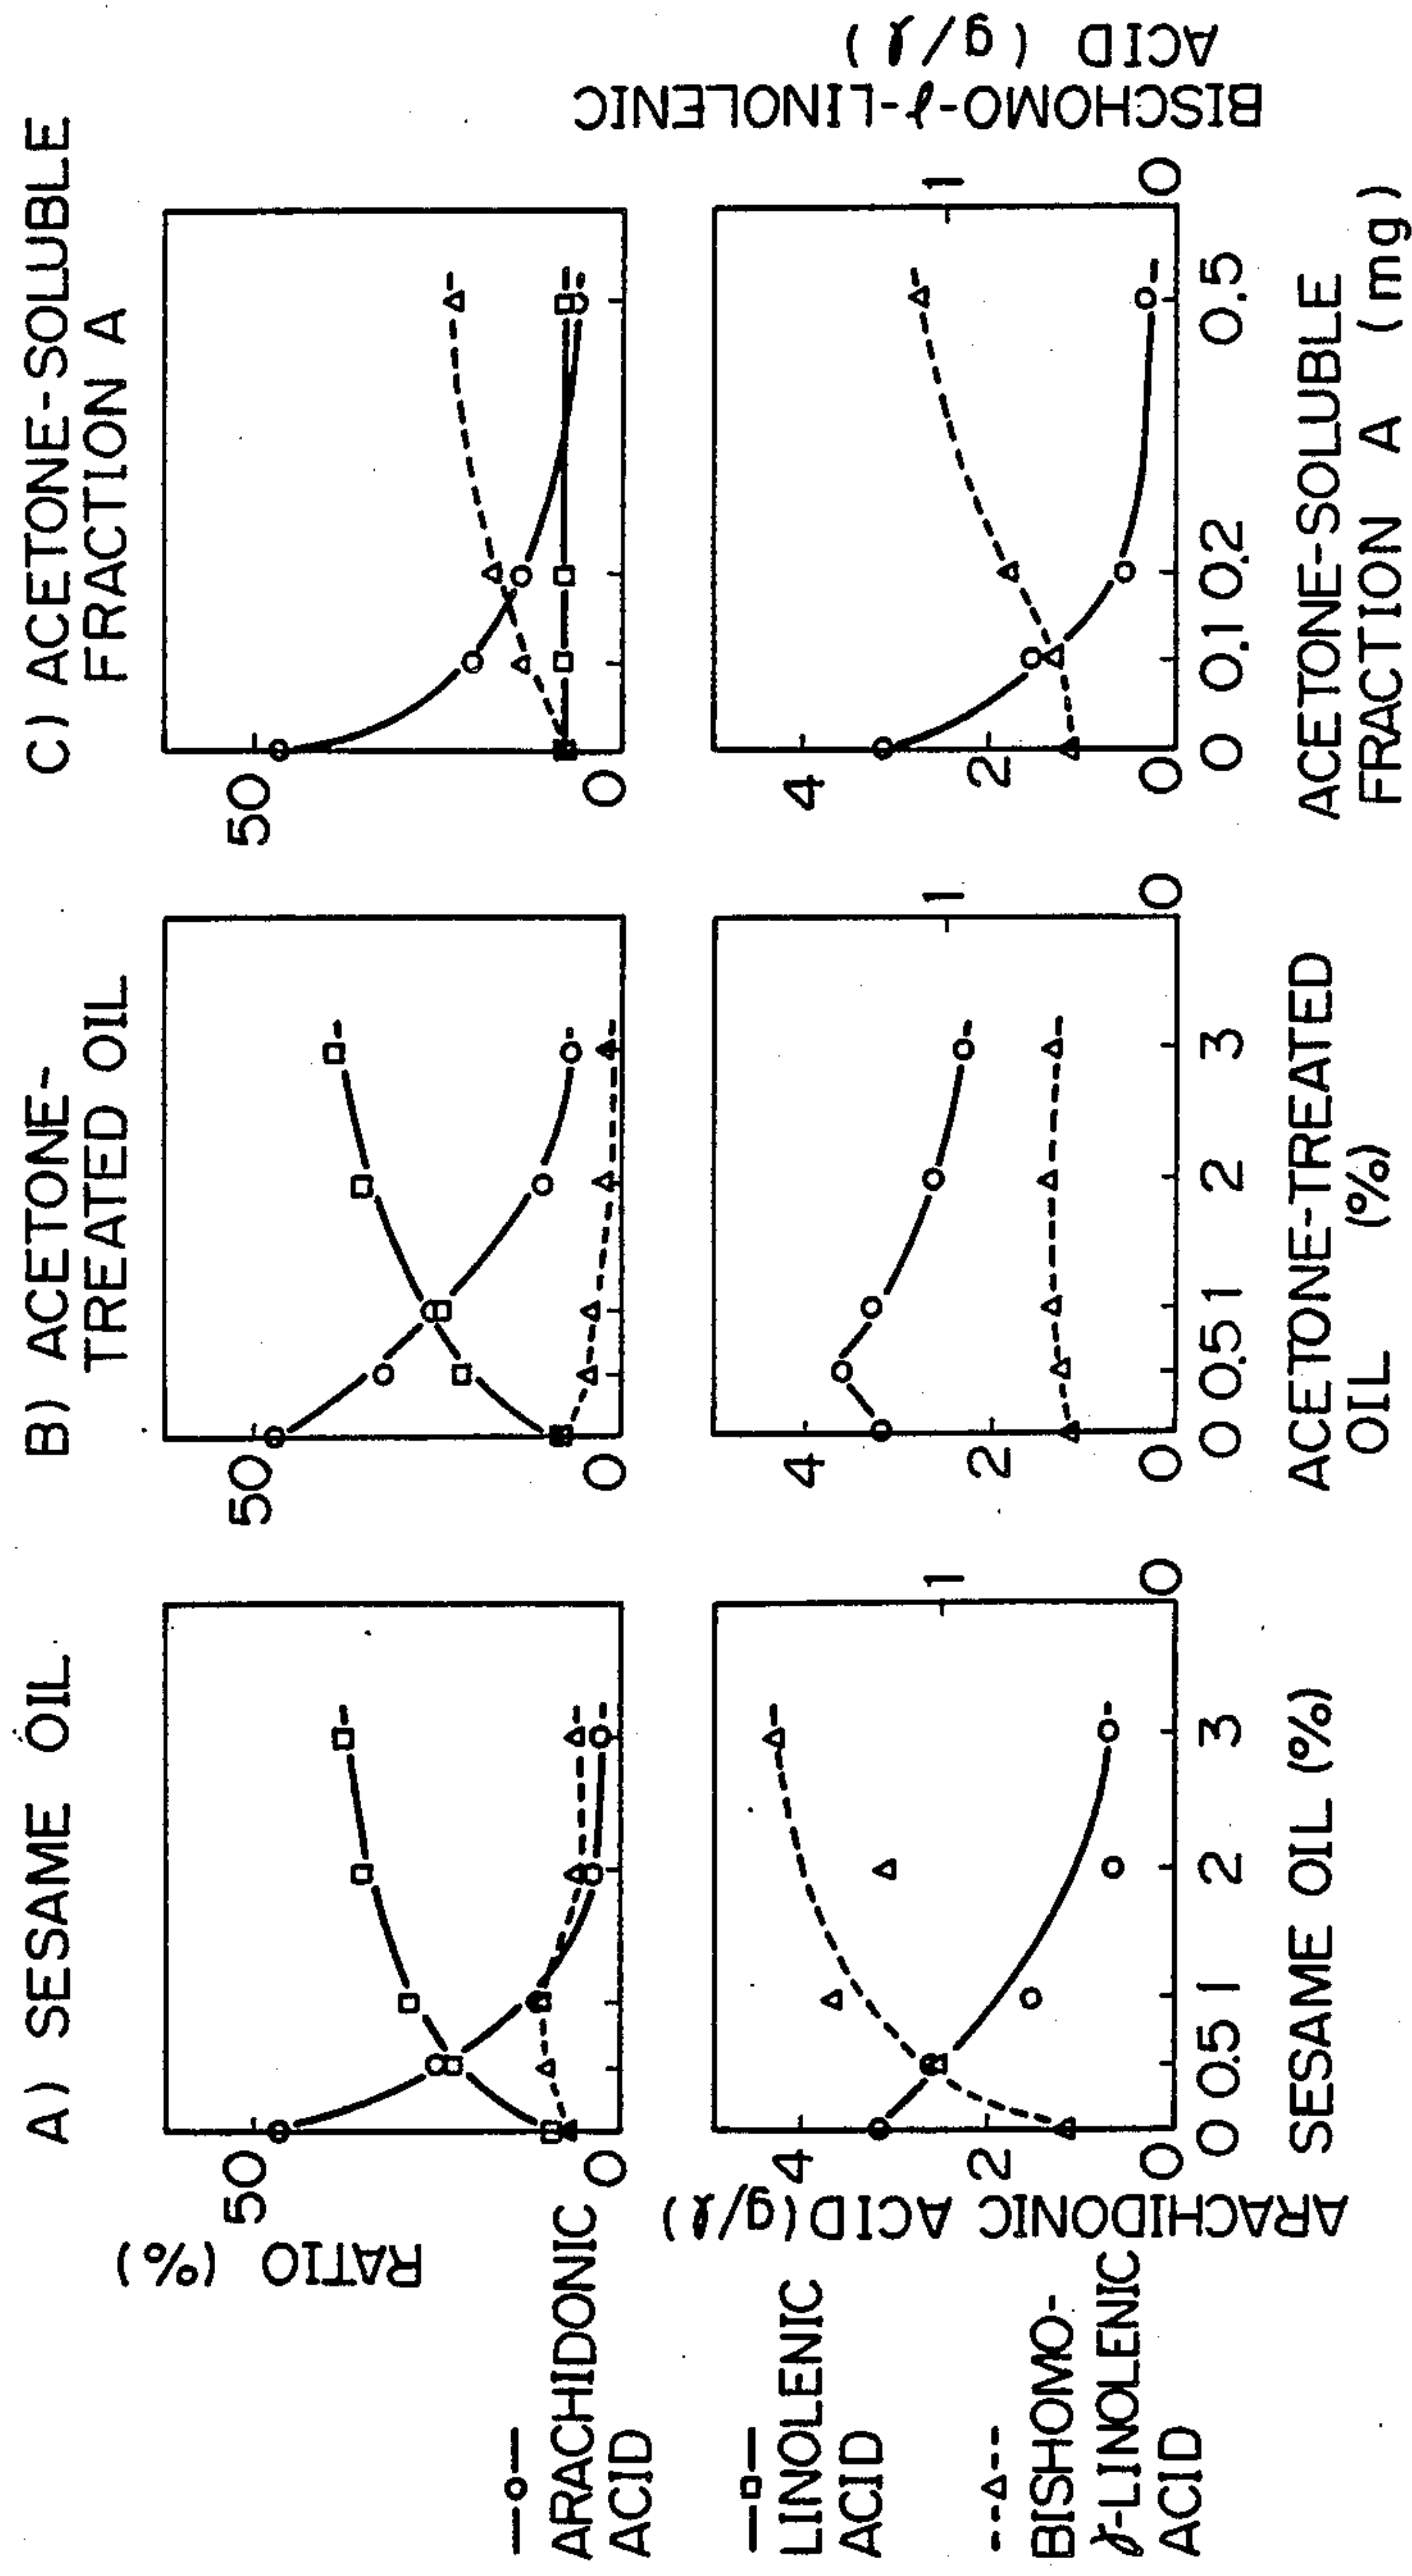 A) SESAME OIL
B) ACETONE-
TREATED OIL
C) ACETONE-SOLUBLE
FRACTION A
RATIO (%)
50
0
50
0
50
0
ARACHIDONIC ACID (g/ℓ)
4
2
0
1
0
4
2
0
1
0
4
2
0
1
0
BISCHOMO-γ-LINOLENIC
ACID (g/ℓ)
0 0.5 1 2 3
SESAME OIL (%)
0 0.5 1 2 3
ACETONE-TREATED
OIL (%)
0 0.1 0.2 0.5
ACETONE-SOLUBLE
FRACTION A (mg)
ARACHIDONIC
ACID
LINOLENIC
ACID
BISHOMO-
γ-LINOLENIC
ACID